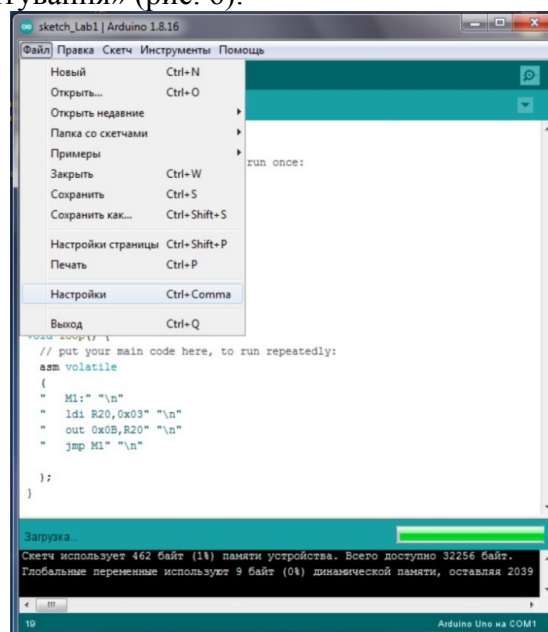 тування» (рис. 6).
sketch_Lab1 | Arduino 1.8.16
Файл Правка Скетч Инструменты Помощь
Новый Ctrl+N
Открыть... Ctrl+O
Открыть недавние
Папка со скетчами
Примеры
run once:
Закрыть Ctrl+W
Сохранить Ctrl+S
Сохранить как... Ctrl+Shift+S
Настройки страницы Ctrl+Shift+P
Печать Ctrl+P
Настройки Ctrl+Comma
Выход Ctrl+Q
void loop() {
// put your main code here, to run repeatedly:
asm volatile
(
" M1:" "\n"
" ldi R20,0x03" "\n"
" out 0x0B,R20" "\n"
" jmp M1" "\n"
);
}
Загрузка...
Скетч использует 462 байт (1%) памяти устройства. Всего доступно 32256 байт.
Глобальные переменные используют 9 байт (0%) динамической памяти, оставляя 2039
19
Arduino Uno на COM1